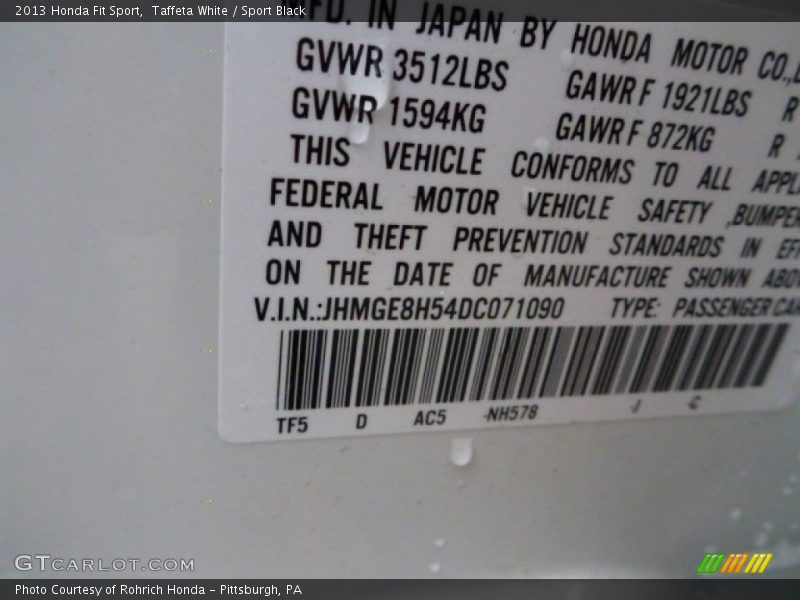 2013 Honda Fit Sport, Taffeta White / Sport Black
MFD. IN JAPAN BY HONDA MOTOR CO.,
GVWR 3512LBS GAWR F 1921LBS R
GVWR 1594KG GAWR F 872KG R
THIS VEHICLE CONFORMS TO ALL
FEDERAL MOTOR VEHICLE SAFETY ,BUMPER
AND THEFT PREVENTION STANDARDS IN
ON THE DATE OF MANUFACTURE SHOWN
V.I.N.:JHMGE8H54DC071090 TYPE: PASSENGER CAR
TF5 D AC5 -NH578 J C
GTCARLOT.COM
Photo Courtesy of Rohrich Honda - Pittsburgh, PA